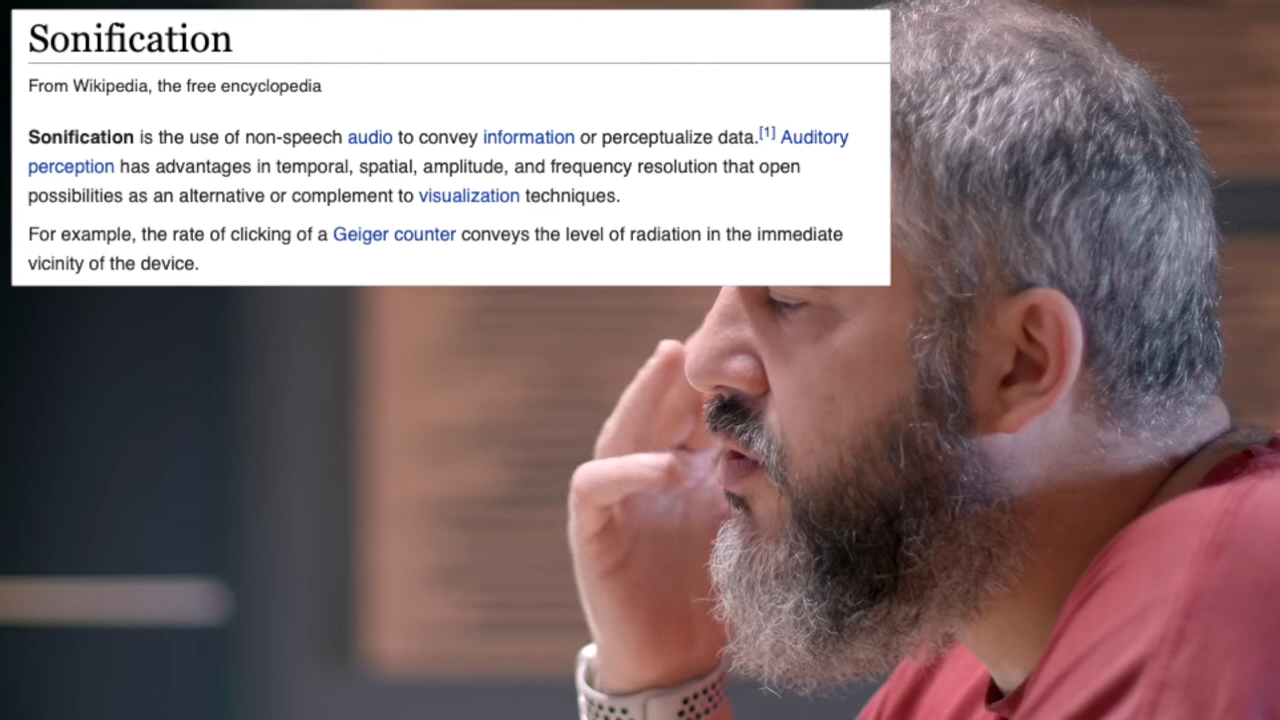 Sonification
From Wikipedia, the free encyclopedia
Sonification is the use of non-speech audio to convey information or perceptualize data.[1] Auditory
perception has advantages in temporal, spatial, amplitude, and frequency resolution that open
possibilities as an alternative or complement to visualization techniques.
For example, the rate of clicking of a Geiger counter conveys the level of radiation in the immediate
vicinity of the device.